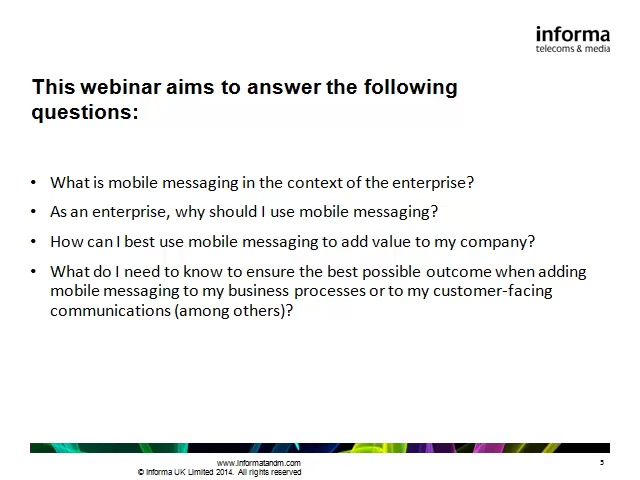 informa
telecoms & media
This webinar aims to answer the following
questions:
• What is mobile messaging in the context of the enterprise?
• As an enterprise, why should I use mobile messaging?
• How can I best use mobile messaging to add value to my company?
• What do I need to know to ensure the best possible outcome when adding
mobile messaging to my business processes or to my customer-facing
communications (among others)?
www.informatandm.com
© Informa UK Limited 2014. All rights reserved